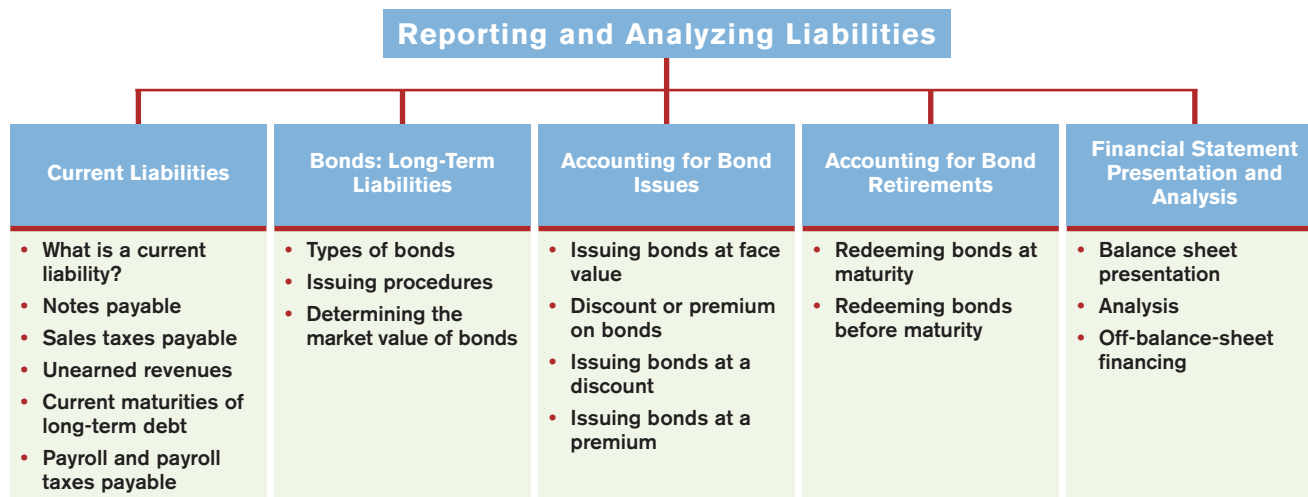 Reporting and Analyzing Liabilities
Current Liabilities
• What is a current
liability?
• Notes payable
• Sales taxes payable
• Unearned revenues
• Current maturities of
long-term debt
• Payroll and payroll
taxes payable
Bonds: Long-Term
Liabilities
• Types of bonds
• Issuing procedures
• Determining the
market value of bonds
Accounting for Bond
Issues
• Issuing bonds at face
value
• Discount or premium
on bonds
• Issuing bonds at a
discount
• Issuing bonds at a
premium
Accounting for Bond
Retirements
• Redeeming bonds at
maturity
• Redeeming bonds
before maturity
Financial Statement
Presentation and
Analysis
• Balance sheet
presentation
• Analysis
• Off-balance-sheet
financing